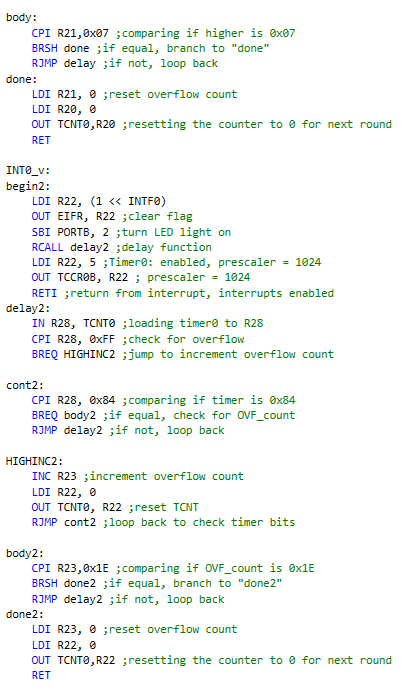 body:
CPI R21,0x07 ;comparing if higher is 0x07
BRSH done ;if equal, branch to "done"
RJMP delay ;if not, loop back
done:
LDI R21, 0 ;reset overflow count
LDI R20, 0
OUT TCNT0,R20 ;resetting the counter to 0 for next round
RET
INT0_v:
begin2:
LDI R22, (1 << INTF0)
OUT EIFR, R22 ;clear flag
SBI PORTB, 2 ;turn LED light on
RCALL delay2 ;delay function
LDI R22, 5 ;Timer0: enabled, prescaler = 1024
OUT TCCR0B, R22 ; prescaler = 1024
RETI ;return from interrupt, interrupts enabled
delay2:
IN R28, TCNT0 ;loading timer0 to R28
CPI R28, 0xFF ;check for overflow
BREQ HIGHINC2 ;jump to increment overflow count
cont2:
CPI R28, 0x84 ;comparing if timer is 0x84
BREQ body2 ;if equal, check for OVF_count
RJMP delay2 ;if not, loop back
HIGHINC2:
INC R23 ;increment overflow count
LDI R22, 0
OUT TCNT0, R22 ;reset TCNT
RJMP cont2 ;loop back to check timer bits
body2:
CPI R23,0x1E ;comparing if OVF_count is 0x1E
BRSH done2 ;if equal, branch to "done2"
RJMP delay2 ;if not, loop back
done2:
LDI R23, 0 ;reset overflow count
LDI R22, 0
OUT TCNT0,R22 ;resetting the counter to 0 for next round
RET